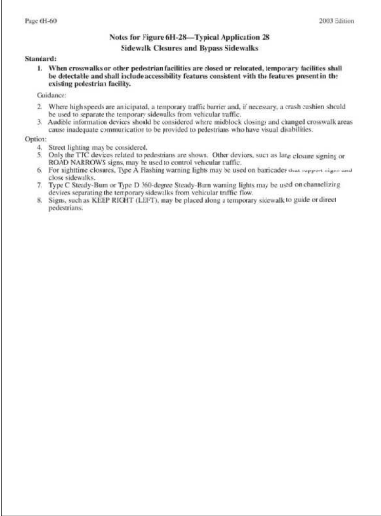 Page 6H-60 2003 Edition
Notes for Figure 6H-28—Typical Application 28
Sidewalk Closures and Bypass Sidewalks
Standard:
1. When crosswalks or other pedestrian facilities are closed or relocated, temporary facilities shall
be detectable and shall include accessibility features consistent with the features present in the
existing pedestrian facility.
Guidance:
2. Where high speeds are anticipated, a temporary traffic barrier and, if necessary, a crash cushion should
be used to separate the temporary sidewalks from vehicular traffic.
3. Audible information devices should be considered where midblock closings and changed crosswalk areas
cause inadequate communication to be provided to pedestrians who have visual disabilities.
Option:
4. Street lighting may be considered.
5. Only the TTC devices related to pedestrians are shown. Other devices, such as lane closure signing or
ROAD NARROWS signs, may be used to control vehicular traffic.
6. For nighttime closures, Type A Flashing warning lights may be used on barricades that support signs and
close sidewalks.
7. Type C Steady-Burn or Type D 360-degree Steady-Burn warning lights may be used on channelizing
devices separating the temporary sidewalks from vehicular traffic flow.
8. Signs, such as KEEP RIGHT (LEFT), may be placed along a temporary sidewalk to guide or direct
pedestrians.